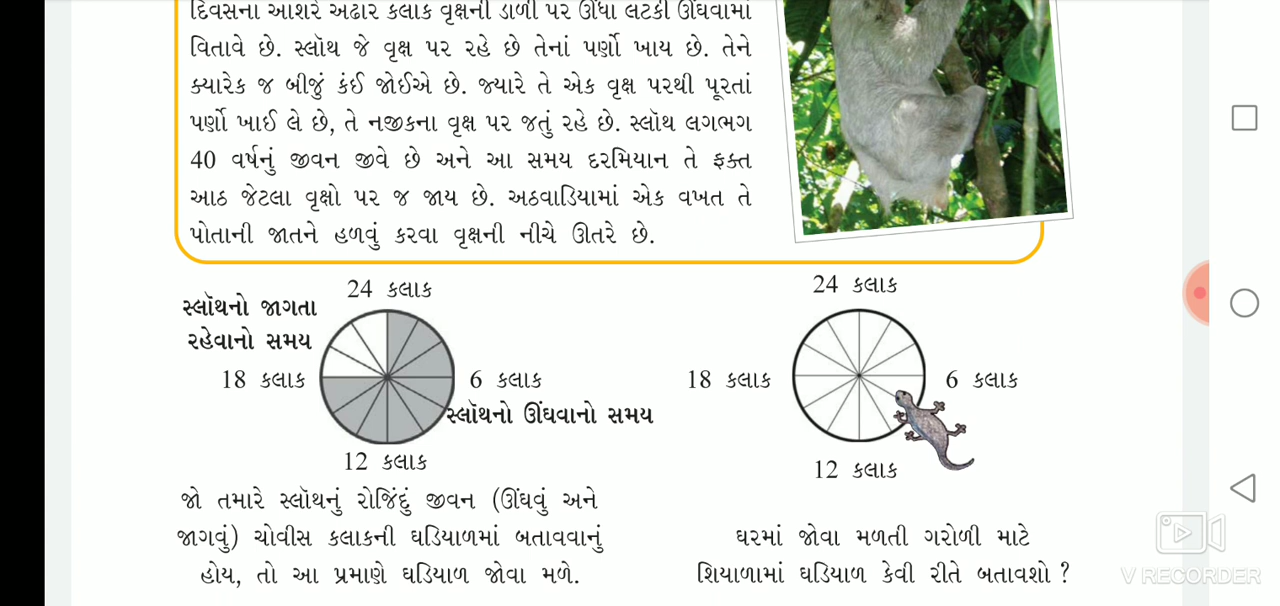 દિવસના આશરે અઢાર કલાક વૃક્ષની ડાળી પર ઊંધા લટકી ઊંઘવામાં
વિતાવે છે. સ્લૉથ જે વૃક્ષ પર રહે છે તેનાં પર્ણો ખાય છે. તેને
ક્યારેક જ બીજું કંઈ જોઈએ છે. જ્યારે તે એક વૃક્ષ પરથી પૂરતાં
પર્ણો ખાઈ લે છે, તે નજીકના વૃક્ષ પર જતું રહે છે. સ્લૉથ લગભગ
40 વર્ષનું જીવન જીવે છે અને આ સમય દરમિયાન તે ફક્ત
આઠ જેટલા વૃક્ષો પર જ જાય છે. અઠવાડિયામાં એક વખત તે
પોતાની જાતને હળવું કરવા વૃક્ષની નીચે ઊતરે છે.
24 કલાક
સ્લૉથનો જાગતા
રહેવાનો સમય
18 કલાક
6 કલાક
સ્લૉથનો ઊંઘવાનો સમય
12 કલાક
જો તમારે સ્લૉથનું રોજિંદું જીવન (ઊંઘવું અને
જાગવું) ચોવીસ કલાકની ઘડિયાળમાં બતાવવાનું
હોય, તો આ પ્રમાણે ઘડિયાળ જોવા મળે.
24 કલાક
18 કલાક
6 કલાક
12 કલાક
ઘરમાં જોવા મળતી ગરોળી માટે
શિયાળામાં ઘડિયાળ કેવી રીતે બતાવશો ?
V RECORDER